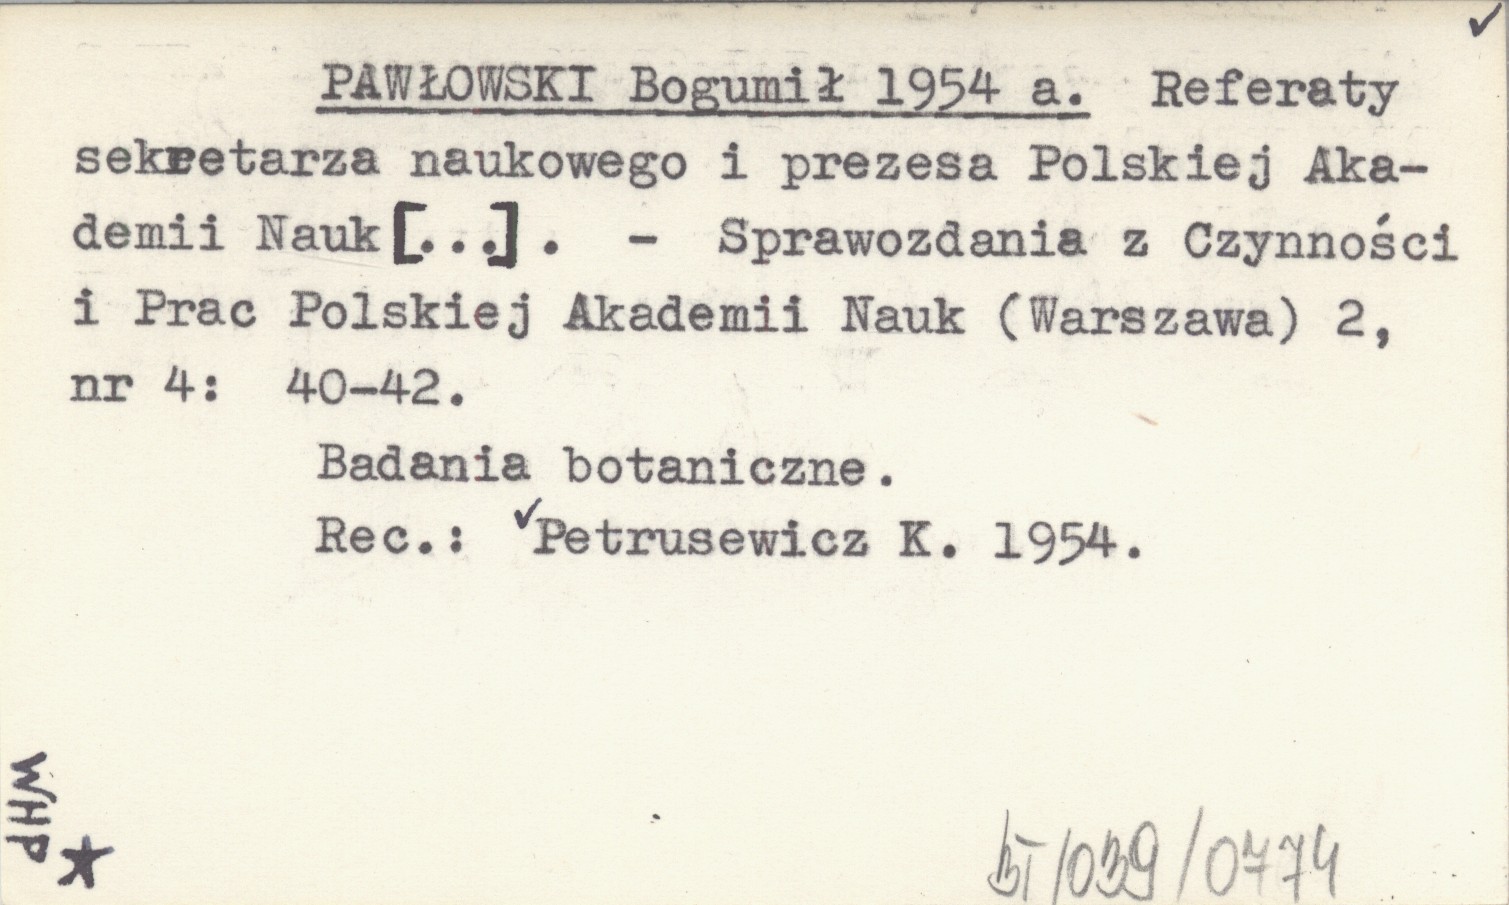 PAWŁOWSKI Bogumił 1954 a. Referaty
sekretarza naukowego i prezesa Polskiej Aka-
demii Nauk [...]. - Sprawozdania z Czynności
i Prac Polskiej Akademii Nauk (Warszawa) 2,
nr 4: 40-42.
Badania botaniczne.
Rec.: Petrusewicz K. 1954.
WHP
/039/0774